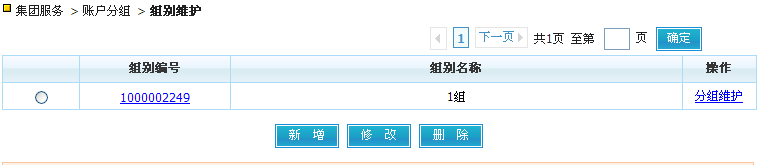 集团服务 > 账户分组 > 组别维护
1 下一页 共1页 至第 页 确定
组别编号 组别名称 操作
1000002249 1组 分组维护
新 增 修 改 删 除